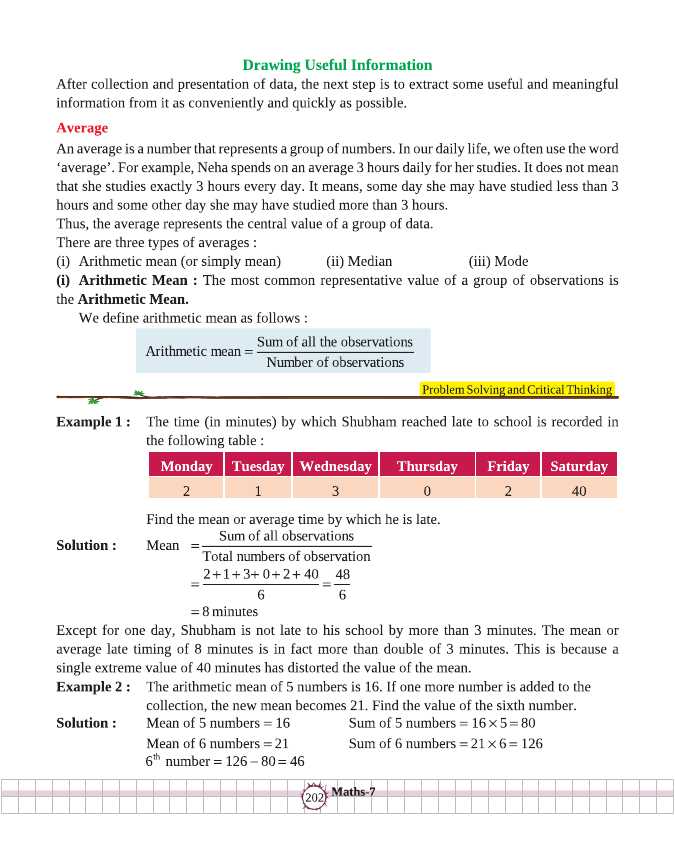 Drawing Useful Information
After collection and presentation of data, the next step is to extract some useful and meaningful
information from it as conveniently and quickly as possible.
Average
An average is a number that represents a group of numbers. In our daily life, we often use the word
‘average’. For example, Neha spends on an average 3 hours daily for her studies. It does not mean
that she studies exactly 3 hours every day. It means, some day she may have studied less than 3
hours and some other day she may have studied more than 3 hours.
Thus, the average represents the central value of a group of data.
There are three types of averages :
(i) Arithmetic mean (or simply mean) (ii) Median (iii) Mode
(i) Arithmetic Mean : The most common representative value of a group of observations is
the Arithmetic Mean.
We define arithmetic mean as follows :
Arithmetic mean = Sum of all the observations / Number of observations
Problem Solving and Critical Thinking
Example 1 : The time (in minutes) by which Shubham reached late to school is recorded in
the following table :
Monday Tuesday Wednesday Thursday Friday Saturday
2 1 3 0 2 40
Find the mean or average time by which he is late.
Solution : Mean = Sum of all observations / Total numbers of observation
= 2+1+3+0+2+40 / 6 = 48 / 6
= 8 minutes
Except for one day, Shubham is not late to his school by more than 3 minutes. The mean or
average late timing of 8 minutes is in fact more than double of 3 minutes. This is because a
single extreme value of 40 minutes has distorted the value of the mean.
Example 2 : The arithmetic mean of 5 numbers is 16. If one more number is added to the
collection, the new mean becomes 21. Find the value of the sixth number.
Solution : Mean of 5 numbers = 16 Sum of 5 numbers = 16 × 5 = 80
Mean of 6 numbers = 21 Sum of 6 numbers = 21 × 6 = 126
6th number = 126 – 80 = 46
202 Maths-7